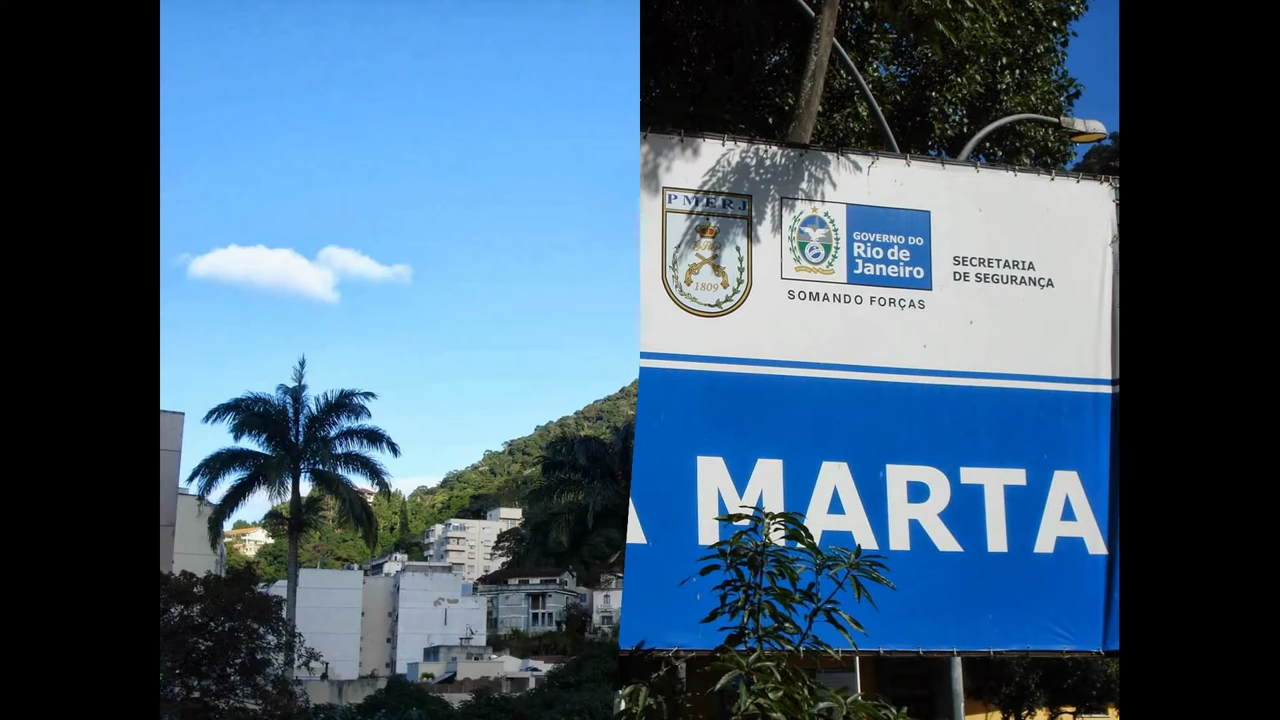 PMERJ
1809
GOVERNO DO
Rio de
Janeiro
SOMANDO FORÇAS
SECRETARIA
DE SEGURANÇA
A MARTA